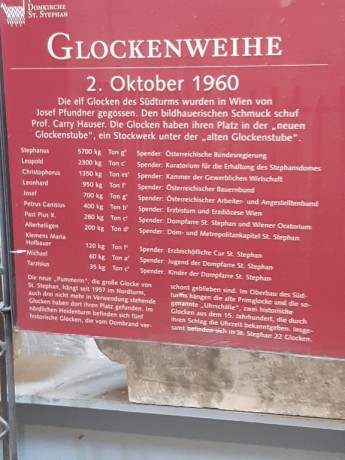 DOMKIRCHE
ST. STEPHAN
GLOCKENWEIHE
2. Oktober 1960
Die elf Glocken des Südturms wurden in Wien von
Josef Pfundner gegossen. Den bildhauerischen Schmuck schuf
Prof. Carry Hauser. Die Glocken haben ihren Platz in der „neuen
Glockenstube", ein Stockwerk unter der „alten Glockenstube".
Stephanus 5700 kg Ton g° Spender: Österreichische Bundesregierung
Leopold 2300 kg Ton c' Spender: Kuratorium für die Erhaltung des Stephansdomes
Christophorus 1350 kg Ton es' Spender: Kammer der Gewerblichen Wirtschaft
Leonhard 950 kg Ton f' Spender: Österreichischer Bauernbund
Josef 700 kg Ton g' Spender: Österreichischer Arbeiter- und Angestelltenbund
Petrus Canisius 400 kg Ton b' Spender: Erzbistum und Erzdiözese Wien
Past Pius X. 280 kg Ton c² Spender: Dompfarre St. Stephan und Wiener Oratorium
Allerheiligen 200 kg Ton d² Spender: Dom- und Metropolitankapitel St. Stephan
Klemens Maria
Hofbauer 120 kg Ton f² Spender: Erzbischöfliche Cur St. Stephan
Michael 60 kg Ton a² Spender: Jugend der Dompfarre St. Stephan
Tarzisius 35 kg Ton c³ Spender: Kinder der Dompfarre St. Stephan
Die neue „Pummerin", die große Glocke von
St. Stephan, hängt seit 1957 im Nordturm,
auch drei nicht mehr in Verwendung stehende
Glocken haben dort ihren Platz gefunden. Im
nördlichen Heidenturm befinden sich fünf
historische Glocken, die vom Dombrand ver-
schont geblieben sind. Im Oberbau des Süd-
turms hängen die alte Primglocke und die so-
genannte „Uhrschälle", zwei historische
Glocken aus dem 15. Jahrhundert, die durch
ihren Schlag die Uhrzeit bekanntgeben. Insge-
samt befinden sich in St. Stephan 22 Glocken.